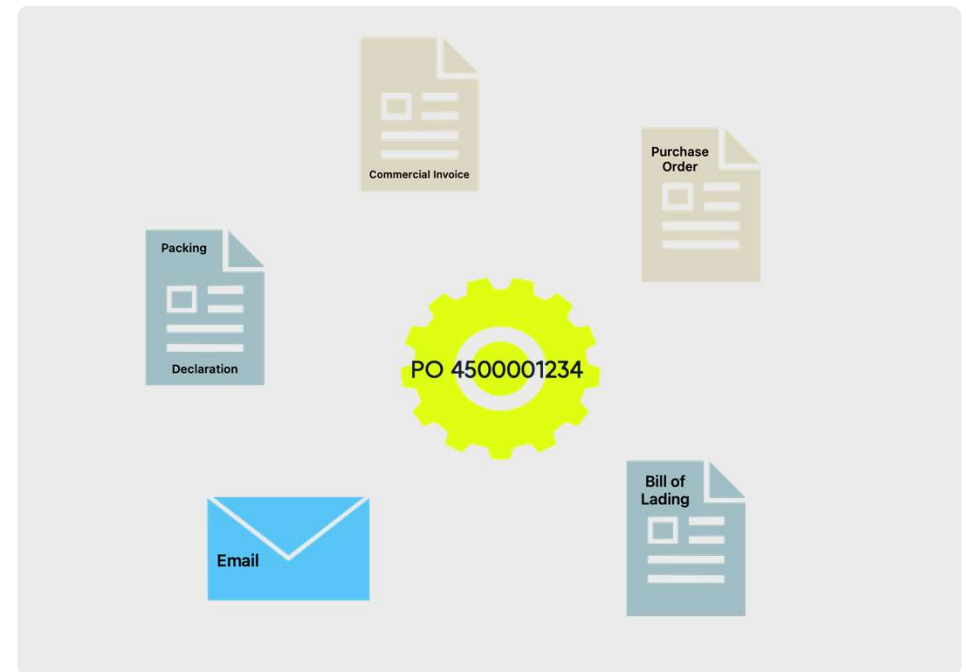 Commercial Invoice
Purchase
Order
Packing
Declaration
PO 4500001234
Bill of
Lading
Email